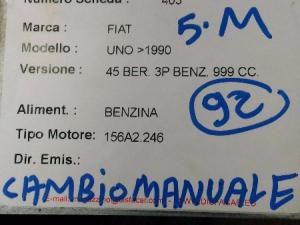 Numero Scheda : 403
Marca : FIAT
5.M
Modello : UNO >1990
Versione : 45 BER. 3P BENZ. 999 CC.
Aliment. : BENZINA
92
Tipo Motore: 156A2.246
Dir. Emis.:
CAMBIO MANUALE